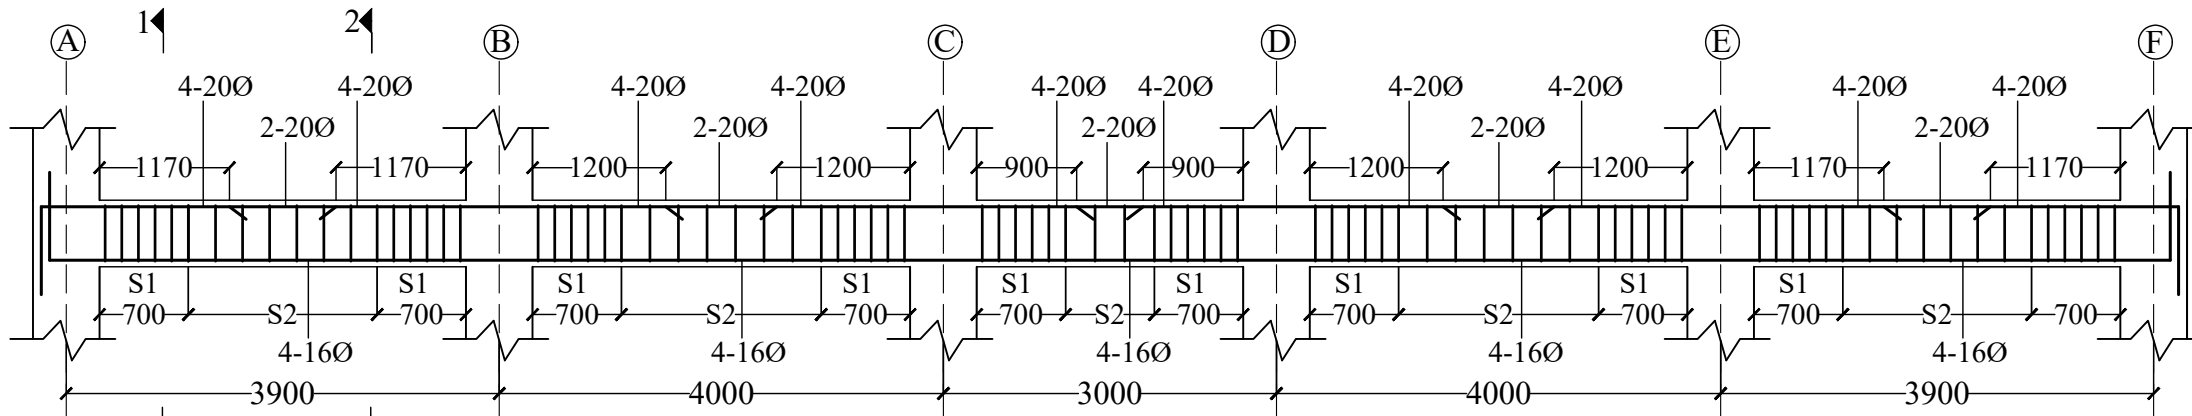 1 2
A B C D E F
4-20Ø 4-20Ø 4-20Ø 4-20Ø 4-20Ø 4-20Ø 4-20Ø 4-20Ø 4-20Ø 4-20Ø
2-20Ø 2-20Ø 2-20Ø 2-20Ø 2-20Ø
1170 1170 1200 1200 900 900 1200 1200 1170 1170
S1 S1 S1 S1 S1 S1 S1 S1 S1
700 S2 700 700 S2 700 700 S2 700 700 S2 700 700 S2 700
4-16Ø 4-16Ø 4-16Ø 4-16Ø 4-16Ø
3900 4000 3000 4000 3900